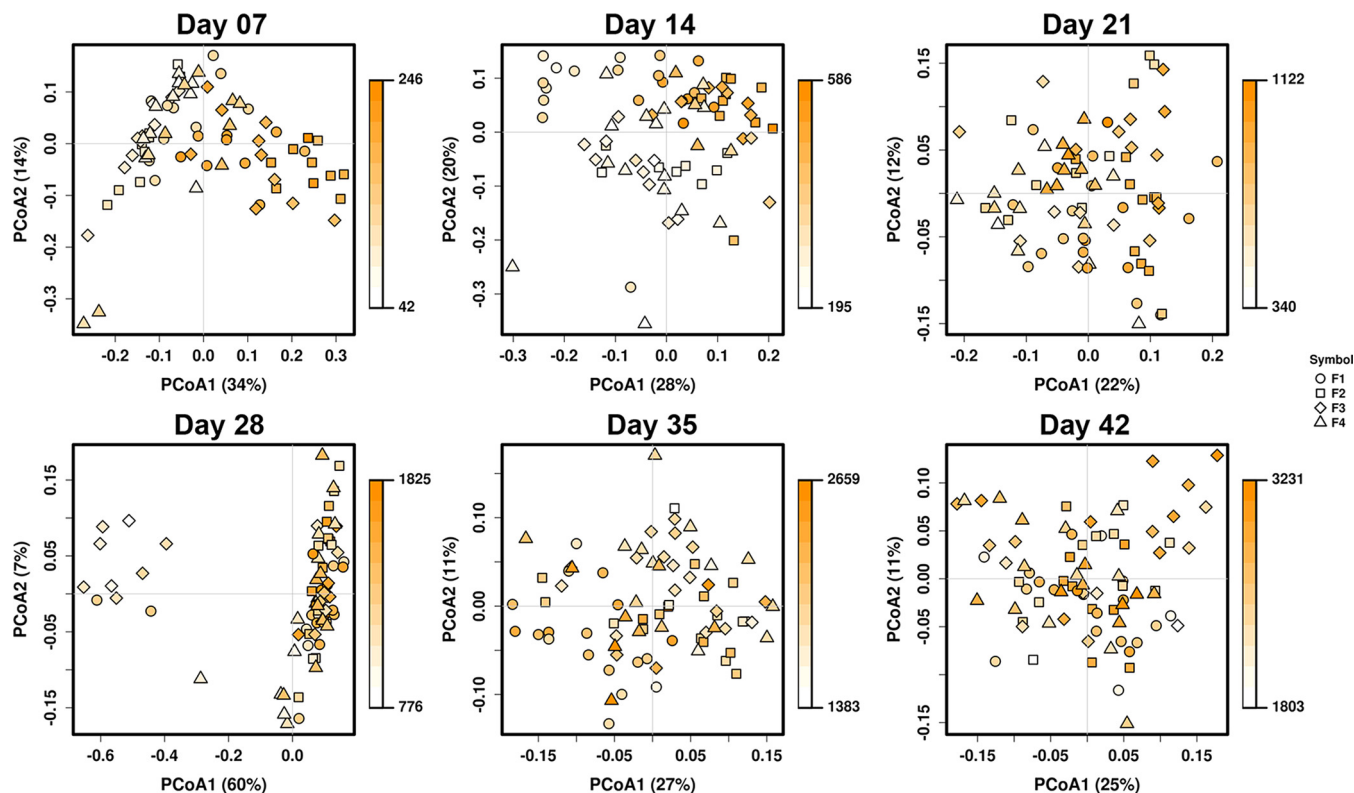 Day 07
Day 14
Day 21
PCoA2 (14%)
0.1
0.0
-0.1
-0.2
-0.3
-0.2
-0.1
0.0
0.1
0.2
0.3
PCoA1 (34%)
246
42
PCoA2 (20%)
0.1
0.0
-0.1
-0.2
-0.3
-0.3
-0.1
0.0
0.1
0.2
PCoA1 (28%)
586
195
PCoA2 (12%)
0.15
0.05
-0.05
-0.15
-0.2
-0.1
0.0
0.1
0.2
PCoA1 (22%)
1122
340
Symbol
F1
F2
F3
F4
Day 28
Day 35
Day 42
PCoA2 (7%)
0.15
0.05
-0.05
-0.15
-0.6
-0.4
-0.2
0.0
PCoA1 (60%)
1825
776
PCoA2 (11%)
0.10
0.00
-0.10
-0.15
-0.05
0.05
0.15
PCoA1 (27%)
2659
1383
PCoA2 (11%)
0.10
0.05
0.00
-0.05
-0.15
-0.15
-0.05
0.05
0.15
PCoA1 (25%)
3231
1803